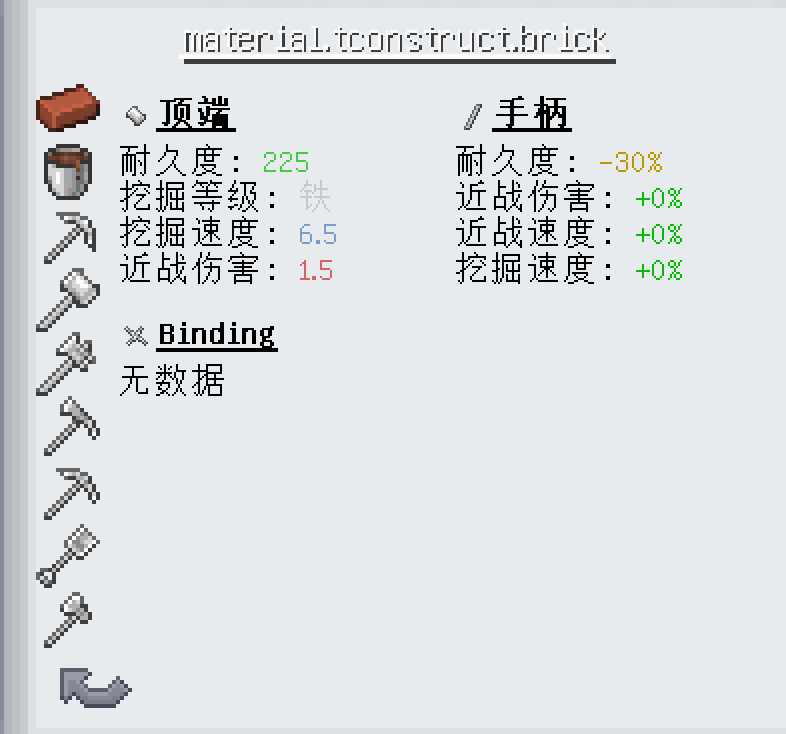 material.tconstruct.brick
顶端
耐久度: 225
挖掘等级: 铁
挖掘速度: 6.5
近战伤害: 1.5
手柄
耐久度: -30%
近战伤害: +0%
近战速度: +0%
挖掘速度: +0%
Binding
无数据